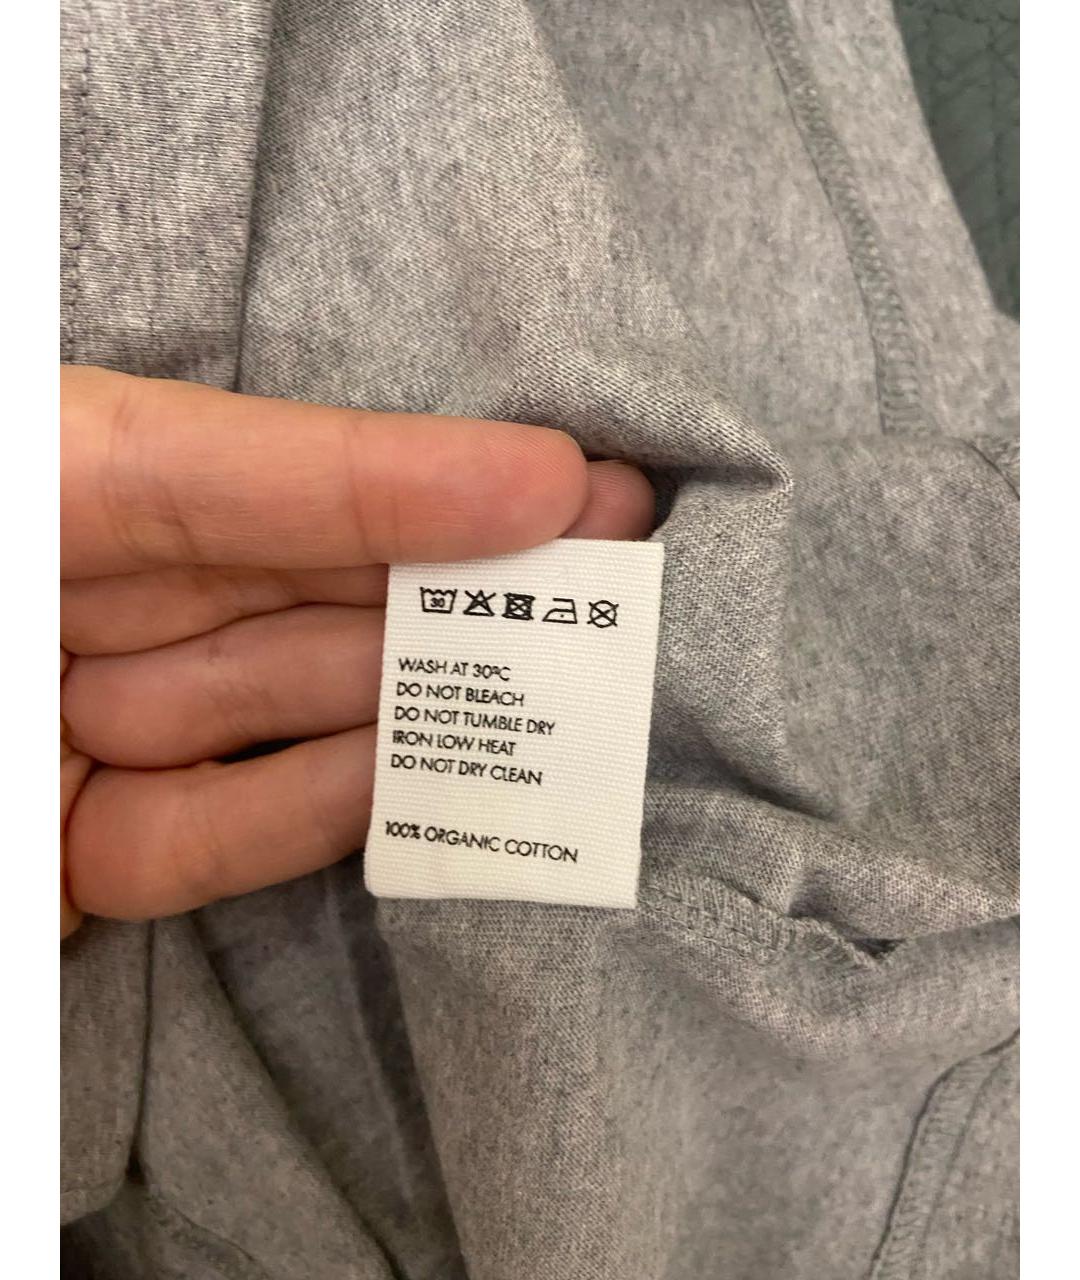 30
WASH AT 30ºC
DO NOT BLEACH
DO NOT TUMBLE DRY
IRON LOW HEAT
DO NOT DRY CLEAN
100% ORGANIC COTTON